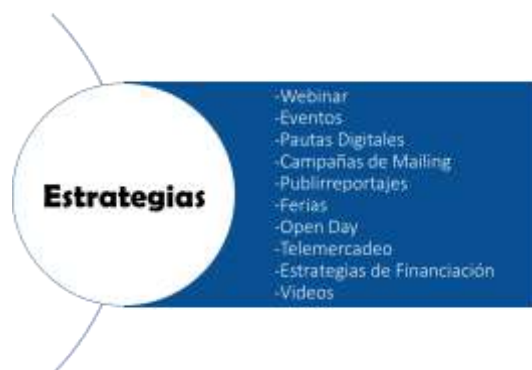 Estrategias
-Webinar
-Eventos
-Pautas Digitales
-Campañas de Mailing
-Publirreportajes
-Ferias
-Open Day
-Telemercadeo
-Estrategias de Financiación
-Videos